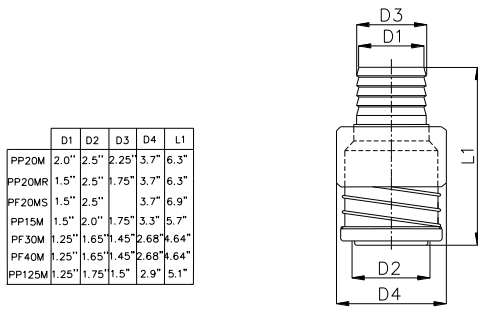 D1 D2 D3 D4 L1
PP20M 2.0" 2.5" 2.25" 3.7" 6.3"
PP20MR 1.5" 2.5" 1.75" 3.7" 6.3"
PF20MS 1.5" 2.5" 3.7" 6.9"
PP15M 1.5" 2.0" 1.75" 3.3" 5.7"
PF30M 1.25" 1.65" 1.45" 2.68" 4.64"
PF40M 1.25" 1.65" 1.45" 2.68" 4.64"
PP125M 1.25" 1.75" 1.5" 2.9" 5.1"
D3
D1
L1
D2
D4